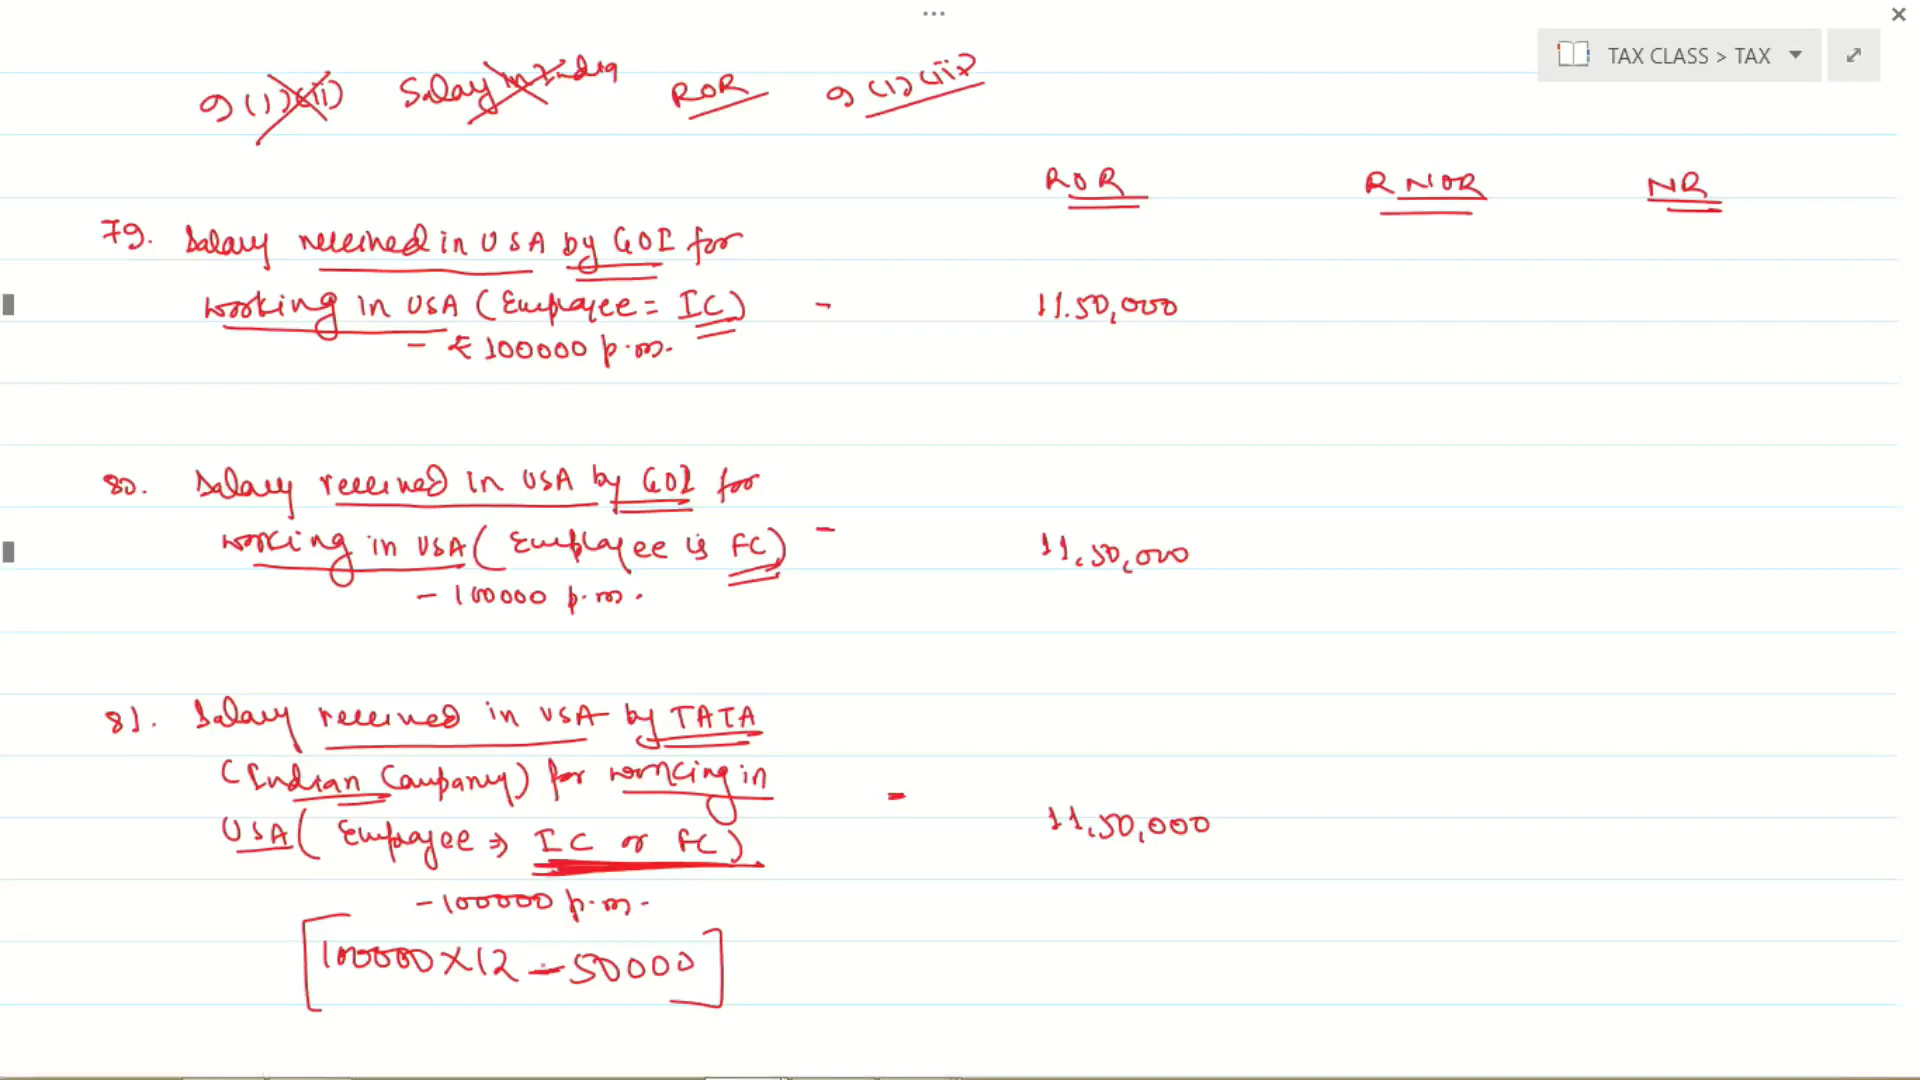 TAX CLASS > TAX
9(1)(ii) Salary in India ROR 9(1)(iii)
ROR RNOR NR
79. Salary received in USA by GOI for
working in USA (Employee = IC) - 11.50,000
- ₹ 100000 p.m.
80. Salary received in USA by GOI for
working in USA (Employee is FC) - 11,50,000
- 100000 p.m.
81. Salary received in USA by TATA
(Indian Company) for working in
USA (Employee → IC or FC) - 11,50,000
- 100000 p.m.
[100000 X 12 - 50000]